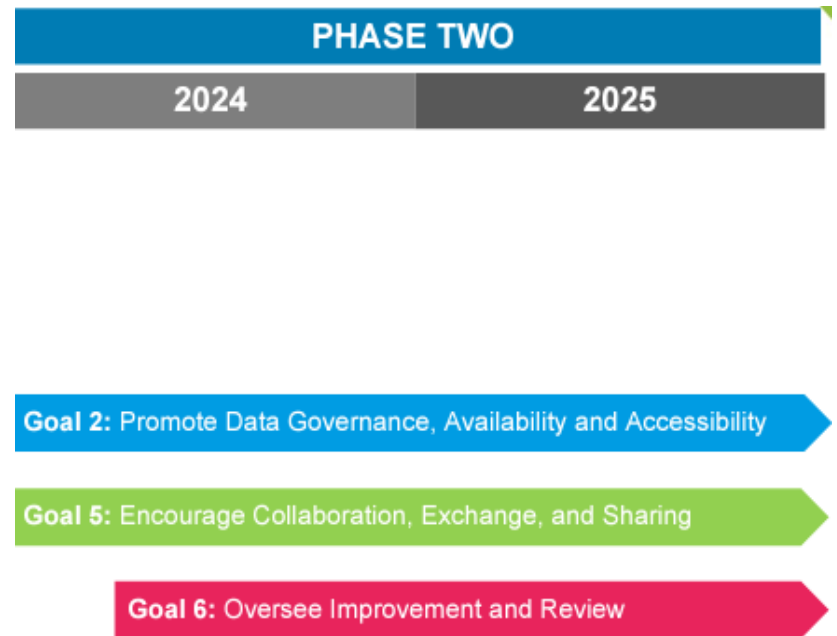 PHASE TWO
2024 2025
Goal 2: Promote Data Governance, Availability and Accessibility
Goal 5: Encourage Collaboration, Exchange, and Sharing
Goal 6: Oversee Improvement and Review